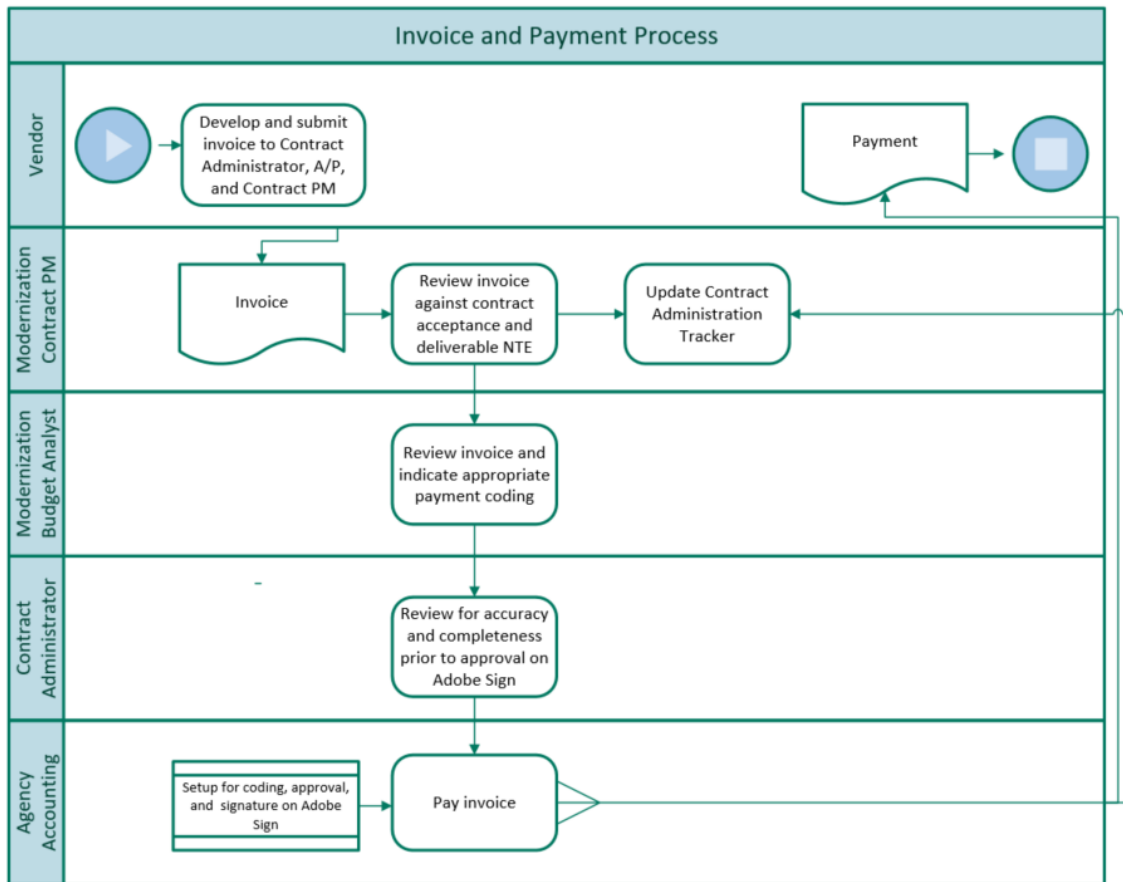 Invoice and Payment Process
Vendor
Develop and submit
invoice to Contract
Administrator, A/P,
and Contract PM
Payment
Modernization
Contract PM
Invoice
Review invoice
against contract
acceptance and
deliverable NTE
Update Contract
Administration
Tracker
Modernization
Budget Analyst
Review invoice and
indicate appropriate
payment coding
Contract
Administrator
Review for accuracy
and completeness
prior to approval on
Adobe Sign
Agency
Accounting
Setup for coding, approval,
and signature on Adobe
Sign
Pay invoice